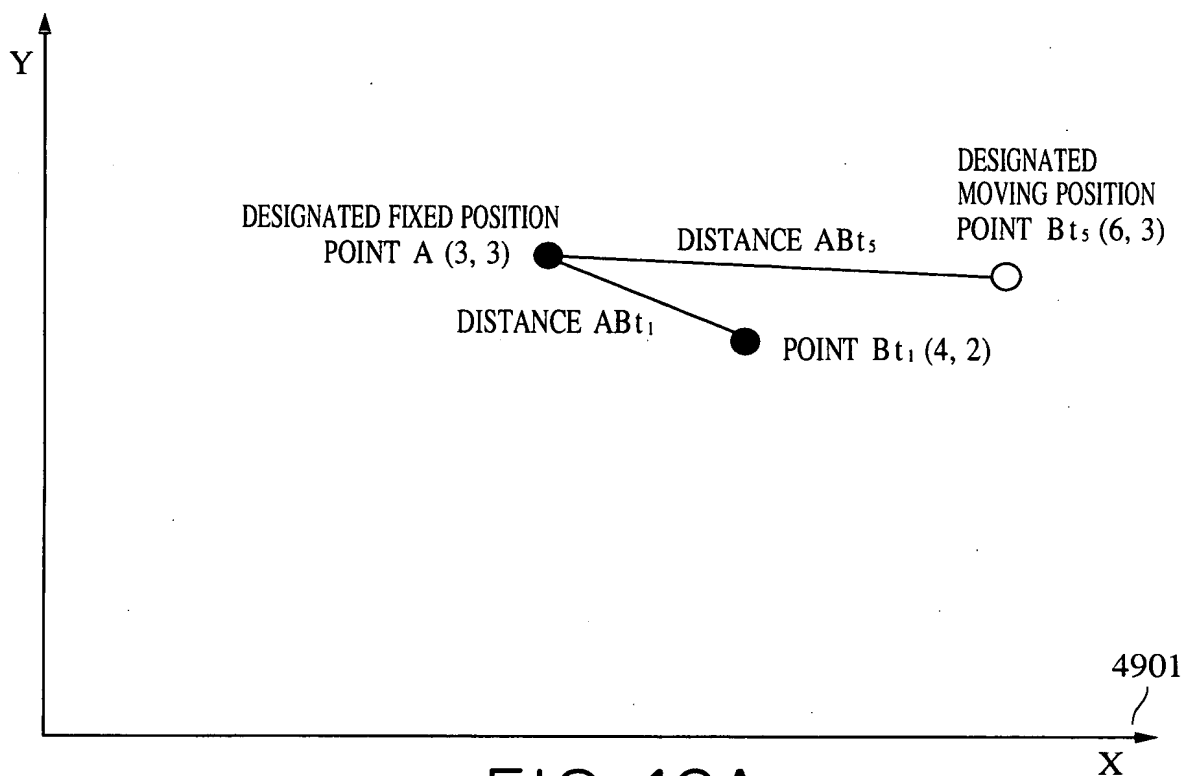 Y
DESIGNATED
MOVING POSITION
POINT Bt₅ (6, 3)
DESIGNATED FIXED POSITION
POINT A (3, 3)
DISTANCE ABt₅
DISTANCE ABt₁
POINT Bt₁ (4, 2)
4901
X